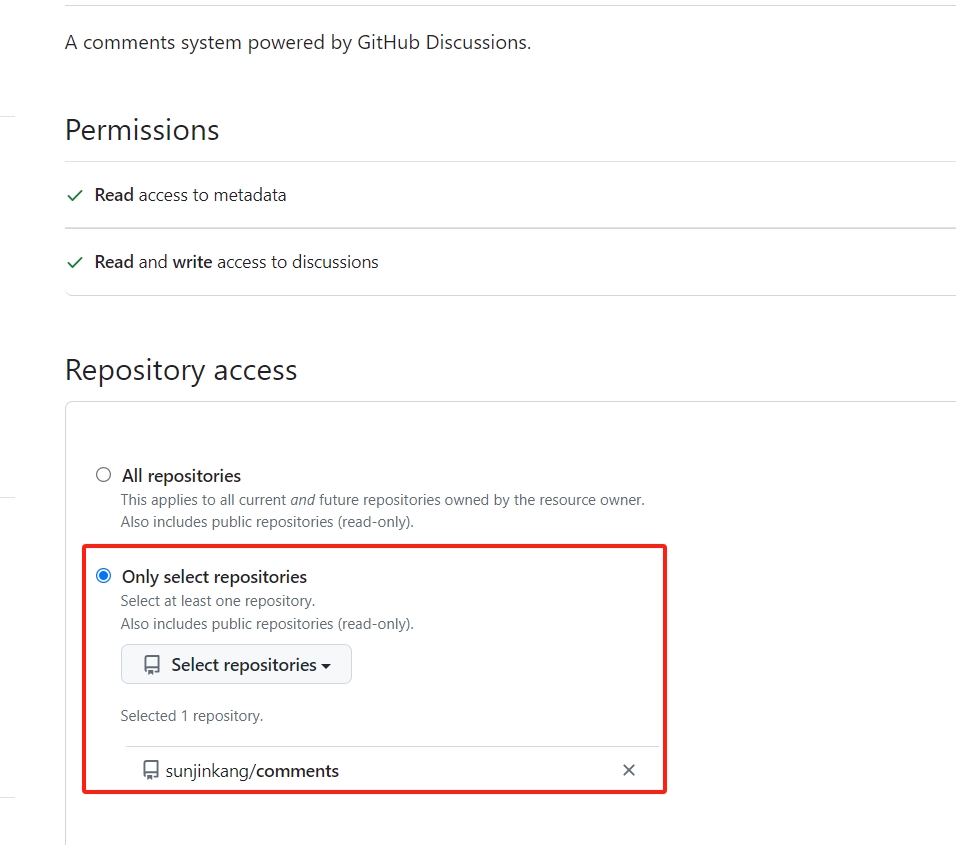 A comments system powered by GitHub Discussions.
Permissions
Read access to metadata
Read and write access to discussions
Repository access
All repositories
This applies to all current and future repositories owned by the resource owner.
Also includes public repositories (read-only).
Only select repositories
Select at least one repository.
Also includes public repositories (read-only).
Select repositories
Selected 1 repository.
sunjinkang/comments